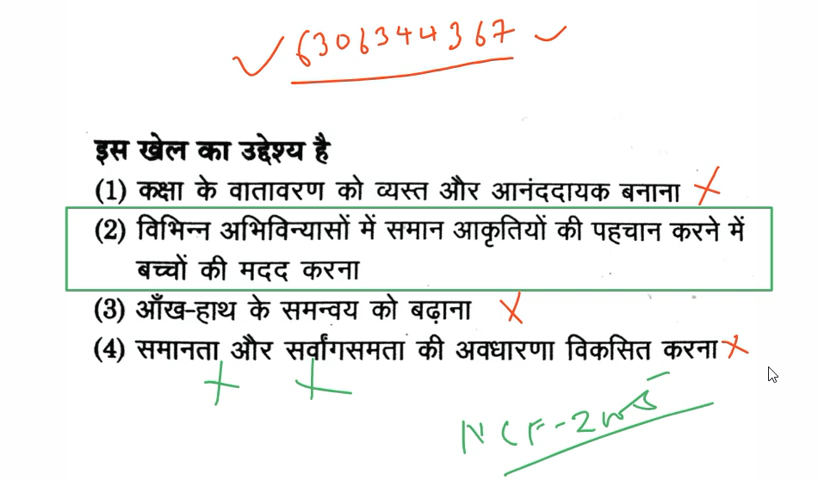 6306344367
इस खेल का उद्देश्य है
(1) कक्षा के वातावरण को व्यस्त और आनंददायक बनाना
(2) विभिन्न अभिविन्यासों में समान आकृतियों की पहचान करने में
बच्चों की मदद करना
(3) आँख-हाथ के समन्वय को बढ़ाना
(4) समानता और सर्वांगसमता की अवधारणा विकसित करना
NCF-2005